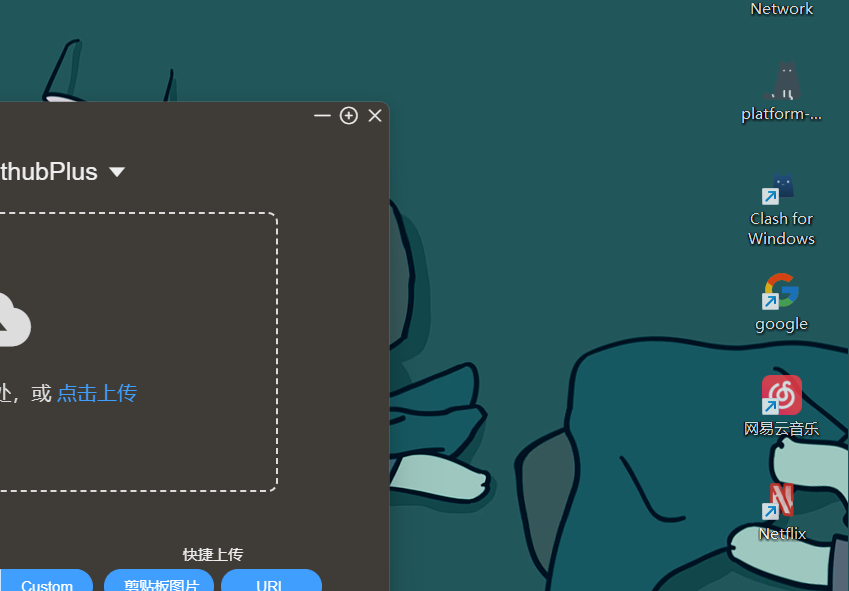 Network
platform-...
thubPlus
Clash for
Windows
google
处，或 点击上传
网易云音乐
Netflix
快捷上传
Custom
剪贴板图片
URL